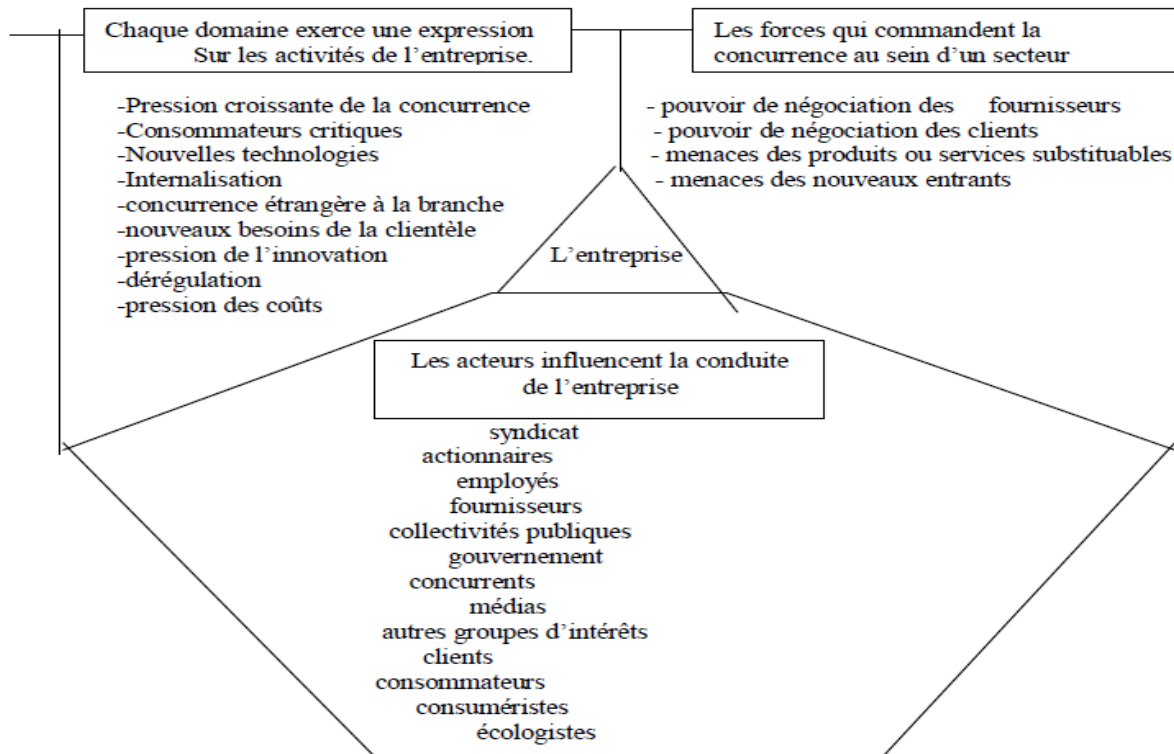 Chaque domaine exerce une expression
Sur les activités de l’entreprise.
-Pression croissante de la concurrence
-Consommateurs critiques
-Nouvelles technologies
-Internalisation
-concurrence étrangère à la branche
-nouveaux besoins de la clientèle
-pression de l’innovation
-dérégulation
-pression des coûts
Les forces qui commandent la
concurrence au sein d’un secteur
- pouvoir de négociation des fournisseurs
- pouvoir de négociation des clients
- menaces des produits ou services substituables
- menaces des nouveaux entrants
L’entreprise
Les acteurs influencent la conduite
de l’entreprise
syndicat
actionnaires
employés
fournisseurs
collectivités publiques
gouvernement
concurrents
médias
autres groupes d’intérêts
clients
consommateurs
consuméristes
écologistes